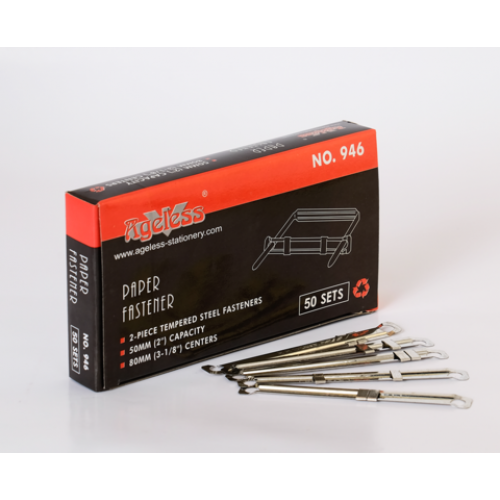 NO. 946
Ageless
®
www.ageless-stationery.com
PAPER
FASTENER
2-PIECE TEMPERED STEEL FASTENERS
50MM (2") CAPACITY
80MM (3-1/8") CENTERS
50 SETS
PAPER
FASTENER
NO. 946
50 SETS